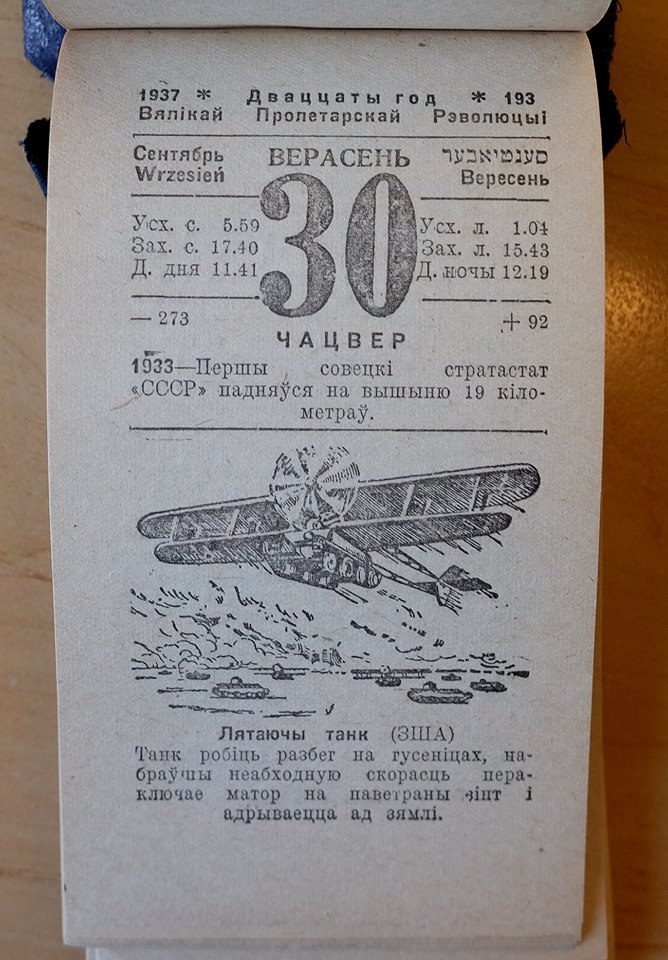 1937 * Дваццаты год * 193
Вялікай Пролетарскай Рэволюцыі
Сентябрь ВЕРАСЕНЬ סענטיאבער
Wrzesień Вересень
30
Усх. с. 5.59 Усх. л. 1.04
Зах. с. 17.40 Зах. л. 15.43
Д. дня 11.41 Д. ночы 12.19
— 273 + 92
ЧАЦВЕР
1933—Першы совецкі стратастат
«СССР» падняўся на вышыню 19 кіло-
метраў.
Лятаючы танк (ЗША)
Танк робіць разбег на гусеніцах, на-
браўшы неабходную скорасць пера-
ключае матор на паветраны вінт і
адрываецца ад зямлі.